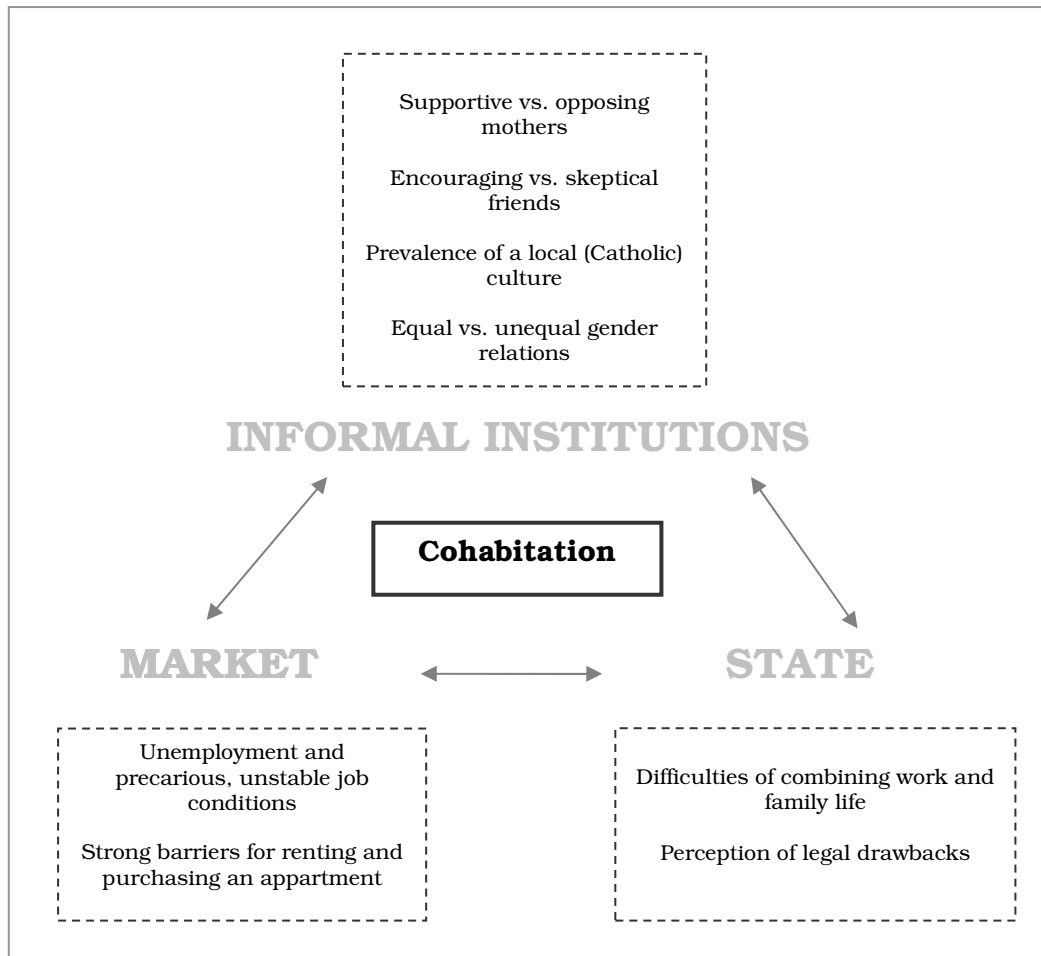 Supportive vs. opposing
mothers
Encouraging vs. skeptical
friends
Prevalence of a local (Catholic)
culture
Equal vs. unequal gender
relations
INFORMAL INSTITUTIONS
Cohabitation
MARKET
STATE
Unemployment and
precarious, unstable job
conditions
Strong barriers for renting and
purchasing an appartment
Difficulties of combining work and
family life
Perception of legal drawbacks